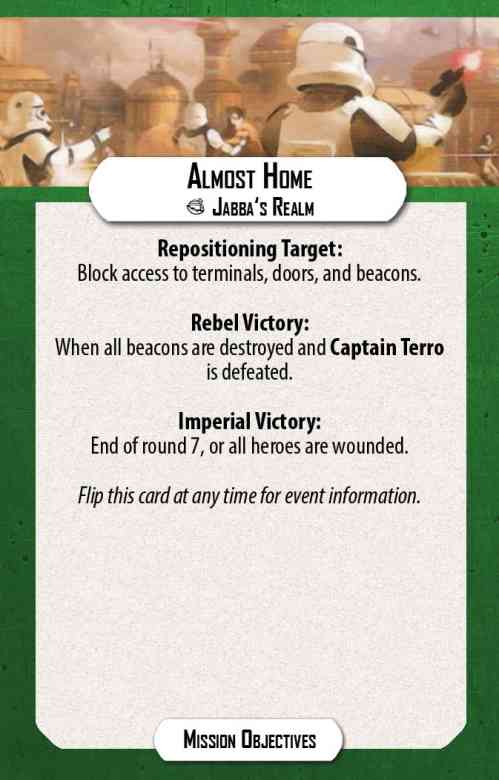 Almost Home
Jabba's Realm
Repositioning Target:
Block access to terminals, doors, and beacons.
Rebel Victory:
When all beacons are destroyed and Captain Terro
is defeated.
Imperial Victory:
End of round 7, or all heroes are wounded.
Flip this card at any time for event information.
Mission Objectives